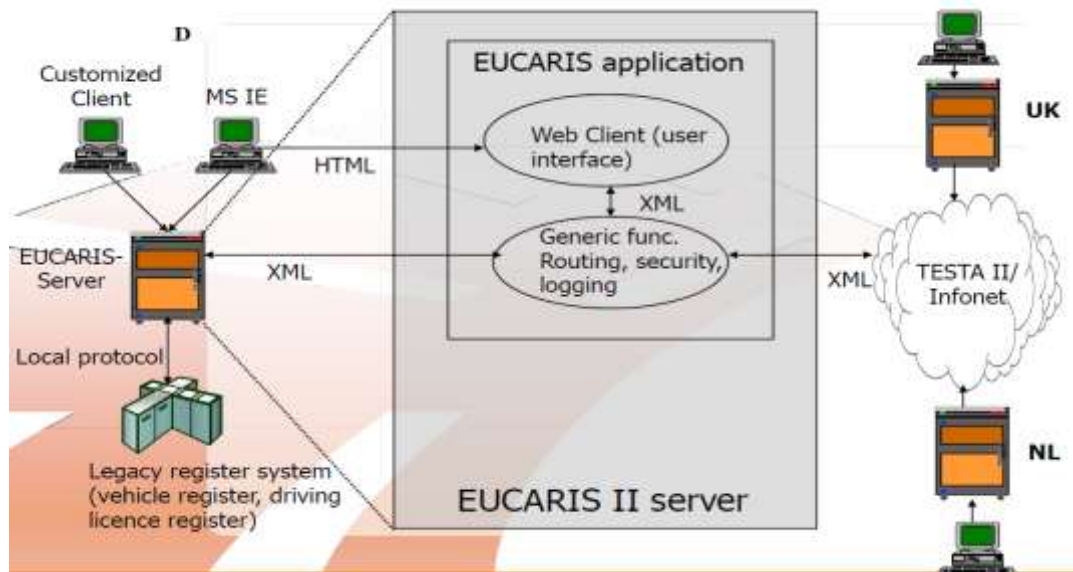 D
Customized
Client
MS IE
HTML
EUCARIS-
Server
XML
Local protocol
Legacy register system
(vehicle register, driving
licence register)
EUCARIS application
Web Client (user
interface)
XML
Generic func.
Routing, security,
logging
EUCARIS II server
XML
UK
TESTA II/
Infonet
NL